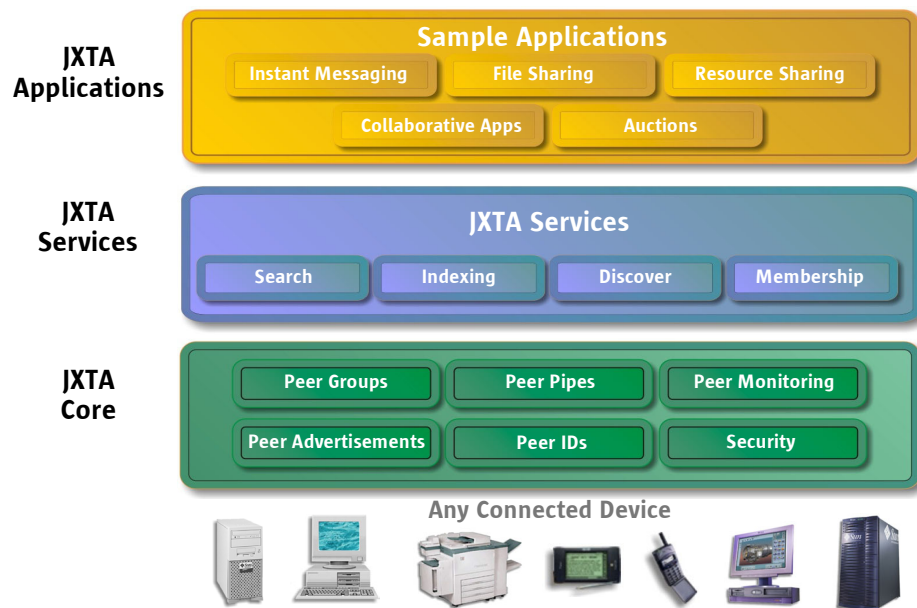 JXTA
Applications
Sample Applications
Instant Messaging
File Sharing
Resource Sharing
Collaborative Apps
Auctions
JXTA
Services
JXTA Services
Search
Indexing
Discover
Membership
JXTA
Core
Peer Groups
Peer Pipes
Peer Monitoring
Peer Advertisements
Peer IDs
Security
Any Connected Device
Sun